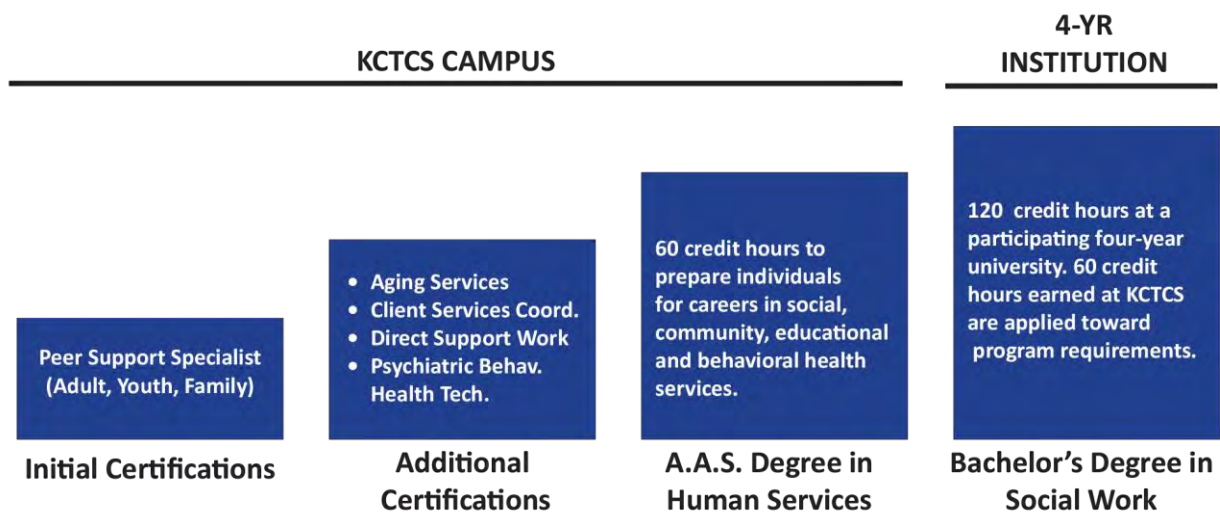 KCTCS CAMPUS
4-YR
INSTITUTION
Peer Support Specialist
(Adult, Youth, Family)
Initial Certifications
• Aging Services
• Client Services Coord.
• Direct Support Work
• Psychiatric Behav.
Health Tech.
Additional
Certifications
60 credit hours to
prepare individuals
for careers in social,
community, educational
and behavioral health
services.
A.A.S. Degree in
Human Services
120 credit hours at a
participating four-year
university. 60 credit
hours earned at KCTCS
are applied toward
program requirements.
Bachelor’s Degree in
Social Work